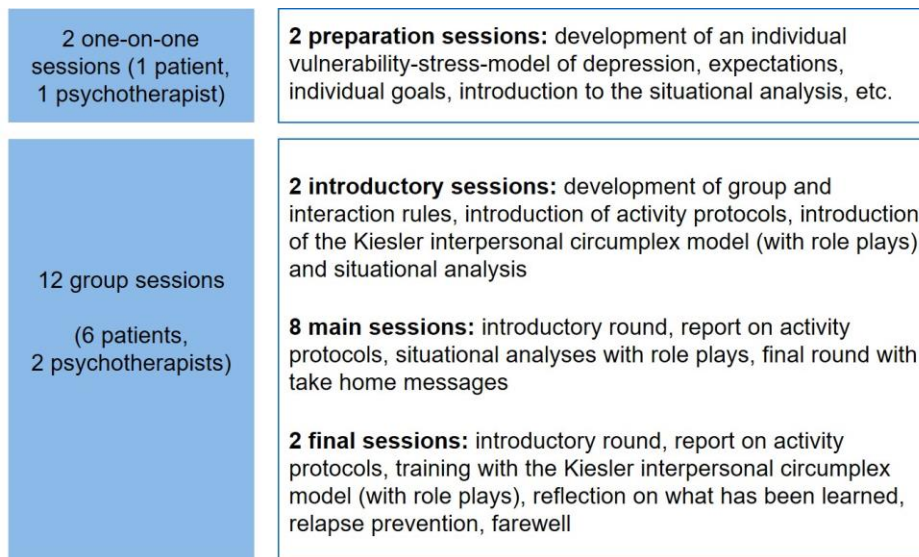 2 one-on-one
sessions (1 patient,
1 psychotherapist)
2 preparation sessions: development of an individual
vulnerability-stress-model of depression, expectations,
individual goals, introduction to the situational analysis, etc.
12 group sessions
(6 patients,
2 psychotherapists)
2 introductory sessions: development of group and
interaction rules, introduction of activity protocols, introduction
of the Kiesler interpersonal circumplex model (with role plays)
and situational analysis
8 main sessions: introductory round, report on activity
protocols, situational analyses with role plays, final round with
take home messages
2 final sessions: introductory round, report on activity
protocols, training with the Kiesler interpersonal circumplex
model (with role plays), reflection on what has been learned,
relapse prevention, farewell